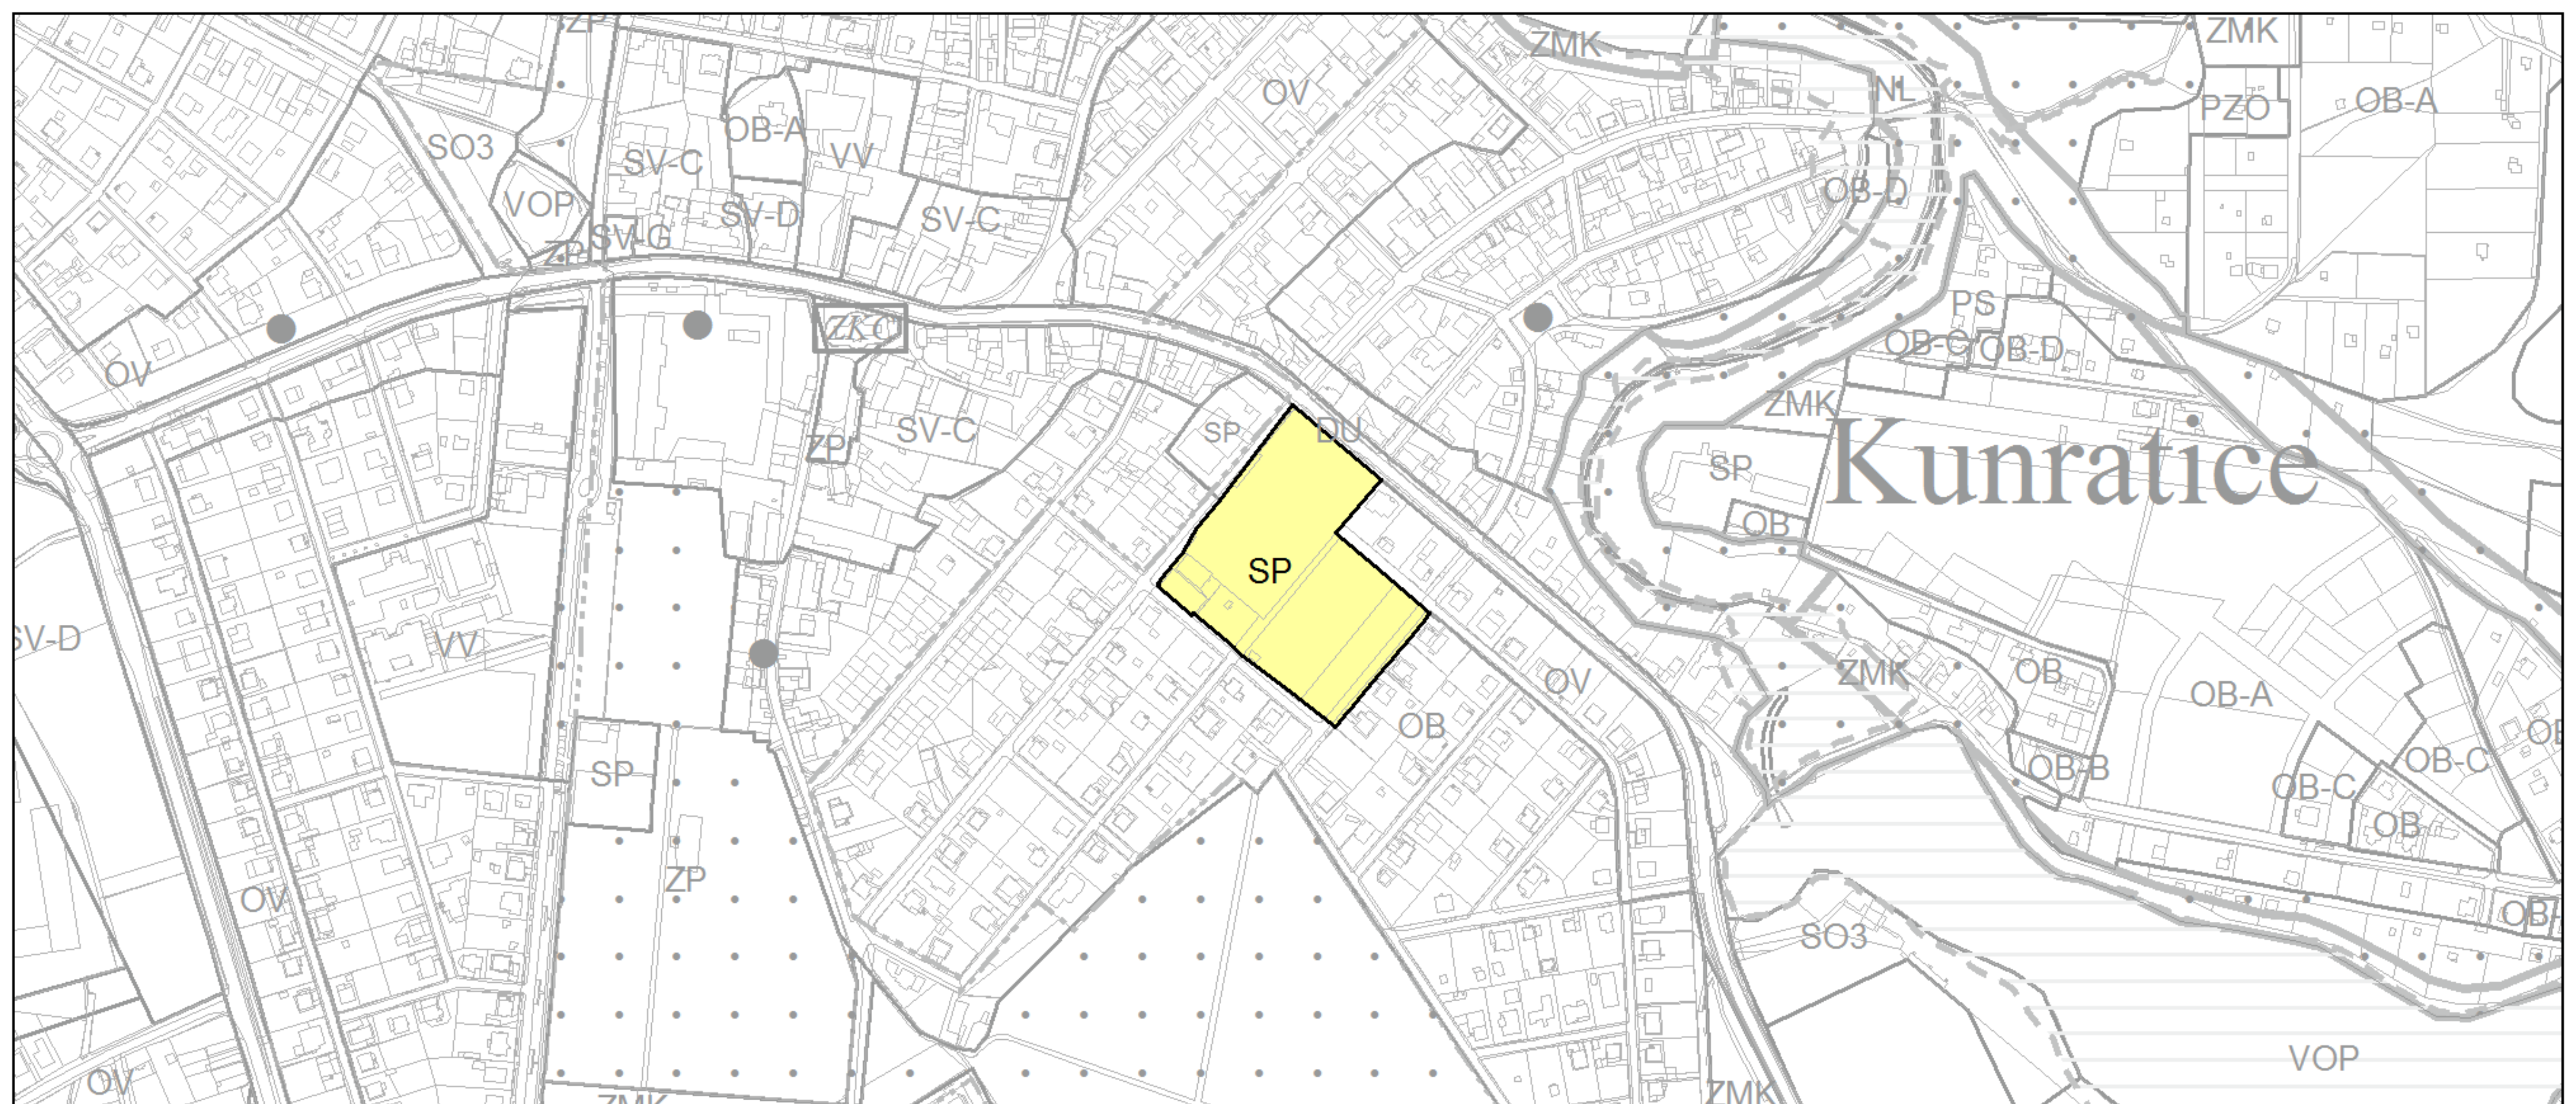 ZP
ZMK
ZMK
OV
NL
PZO
OB-A
SO3
SV-C
OB-A
VV
VOP
SV-D
SV-C
OB-D
ZP
SV-G
PS
ZKC
OB-C
OB-D
OV
ZMK
SV-C
ZP
SP
DU
SP
Kunratice
OB
SP
SV-D
VV
OV
ZMK
OB
OB-A
OB
OB-C
OB-B
OB-C
OB
SP
ZP
OV
OB-
SO3
OV
VOP
ZMK
ZMK